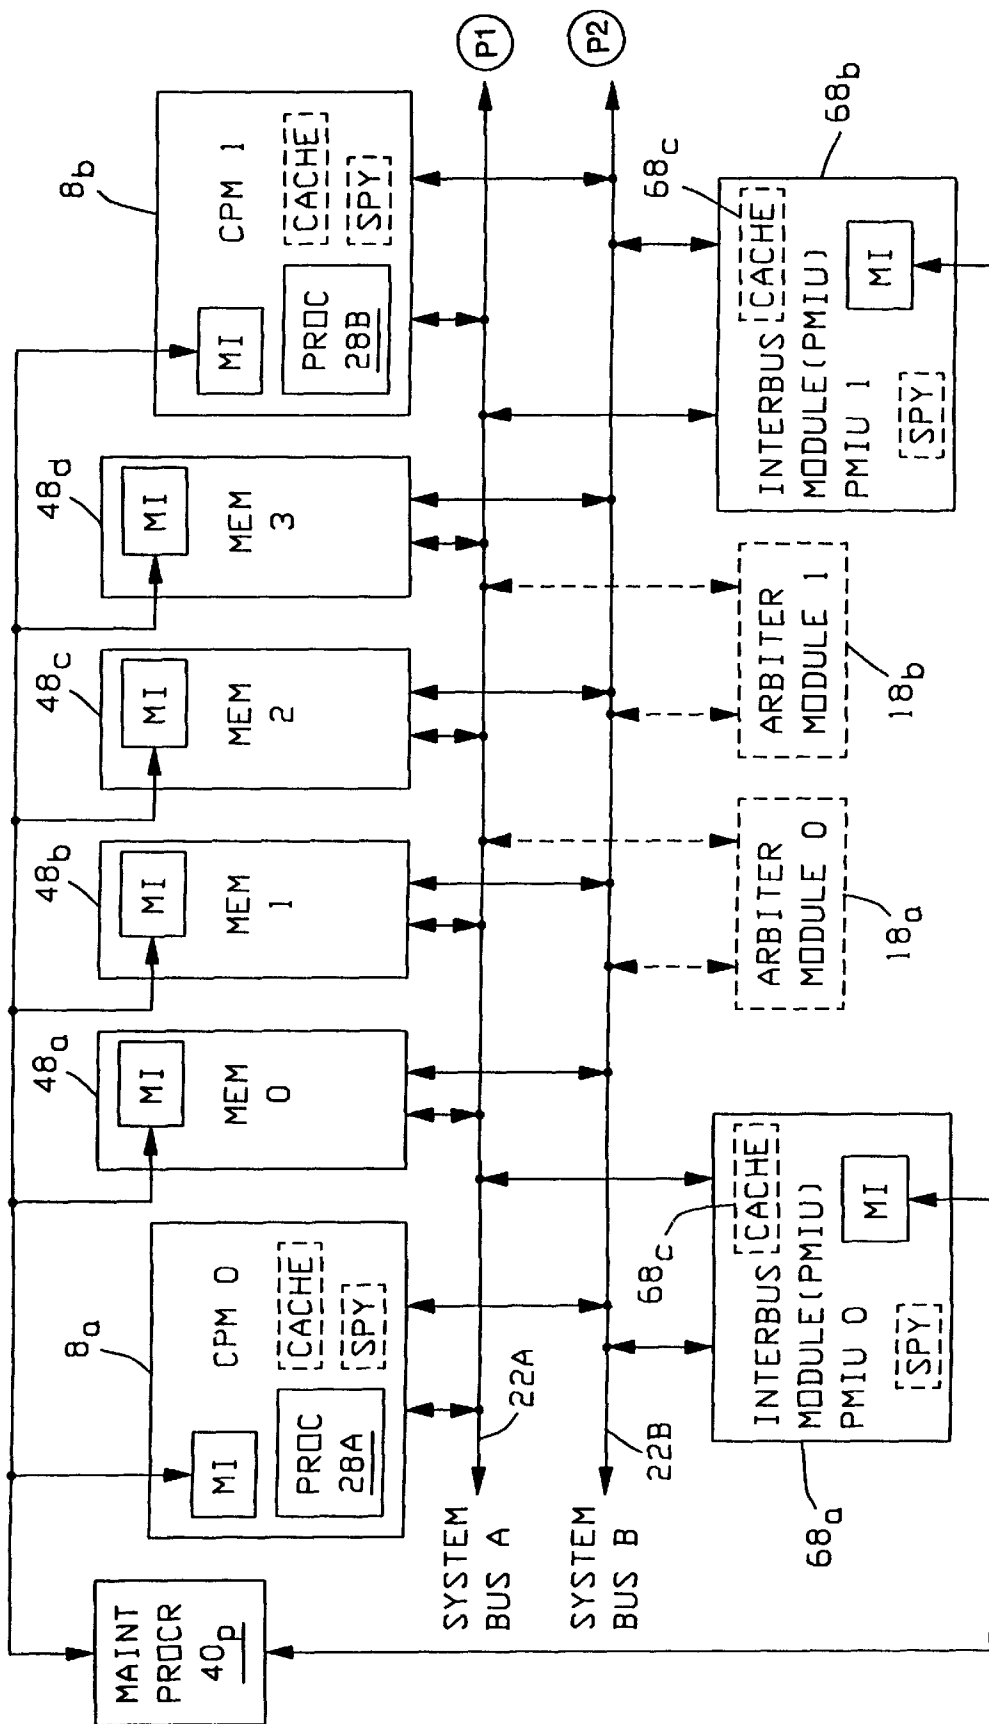 MAINT
PROCR
40p
8a
CPM 0
MI
PROC
28A
CACHE
SPY
48a
MI
MEM
0
48b
MI
MEM
1
48c
MI
MEM
2
48d
MI
MEM
3
8b
CPM 1
MI
PROC
28B
CACHE
SPY
SYSTEM
BUS A
22A
P1
SYSTEM
BUS B
22B
P2
68a
68c
INTERBUS CACHE
MODULE(PMIU)
PMIU 0
MI
SPY
ARBITER
MODULE 0
18a
ARBITER
MODULE 1
18b
68c
INTERBUS CACHE
MODULE(PMIU)
PMIU 1
MI
SPY
68b